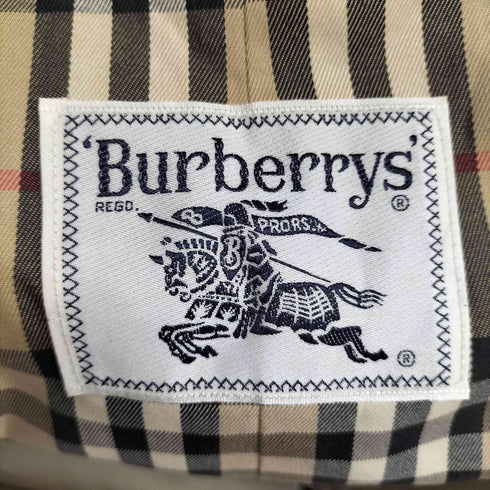 'Burberrys'
REGD. ®
B PRORSUM
®